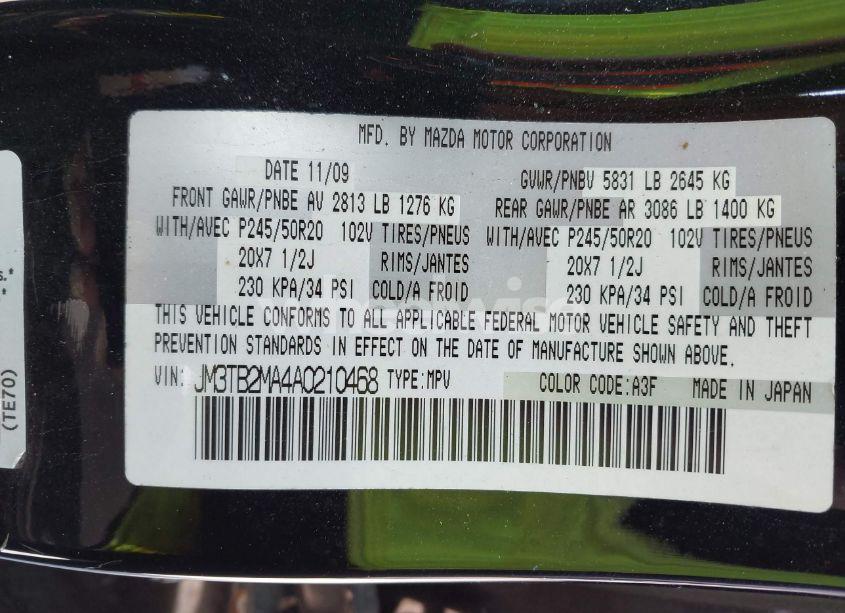 MFD. BY MAZDA MOTOR CORPORATION
DATE 11/09 GVWR/PNBV 5831 LB 2645 KG
FRONT GAWR/PNBE AV 2813 LB 1276 KG REAR GAWR/PNBE AR 3086 LB 1400 KG
WITH/AVEC P245/50R20 102V TIRES/PNEUS WITH/AVEC P245/50R20 102V TIRES/PNEUS
20X7 1/2J RIMS/JANTES 20X7 1/2J RIMS/JANTES
230 KPA/34 PSI COLD/A FROID 230 KPA/34 PSI COLD/A FROID
THIS VEHICLE CONFORMS TO ALL APPLICABLE FEDERAL MOTOR VEHICLE SAFETY AND THEFT
PREVENTION STANDARDS IN EFFECT ON THE DATE OF MANUFACTURE SHOWN ABOVE.
VIN: JM3TB2MA4A0210468 TYPE:MPV COLOR CODE:A3F MADE IN JAPAN
(TE70)